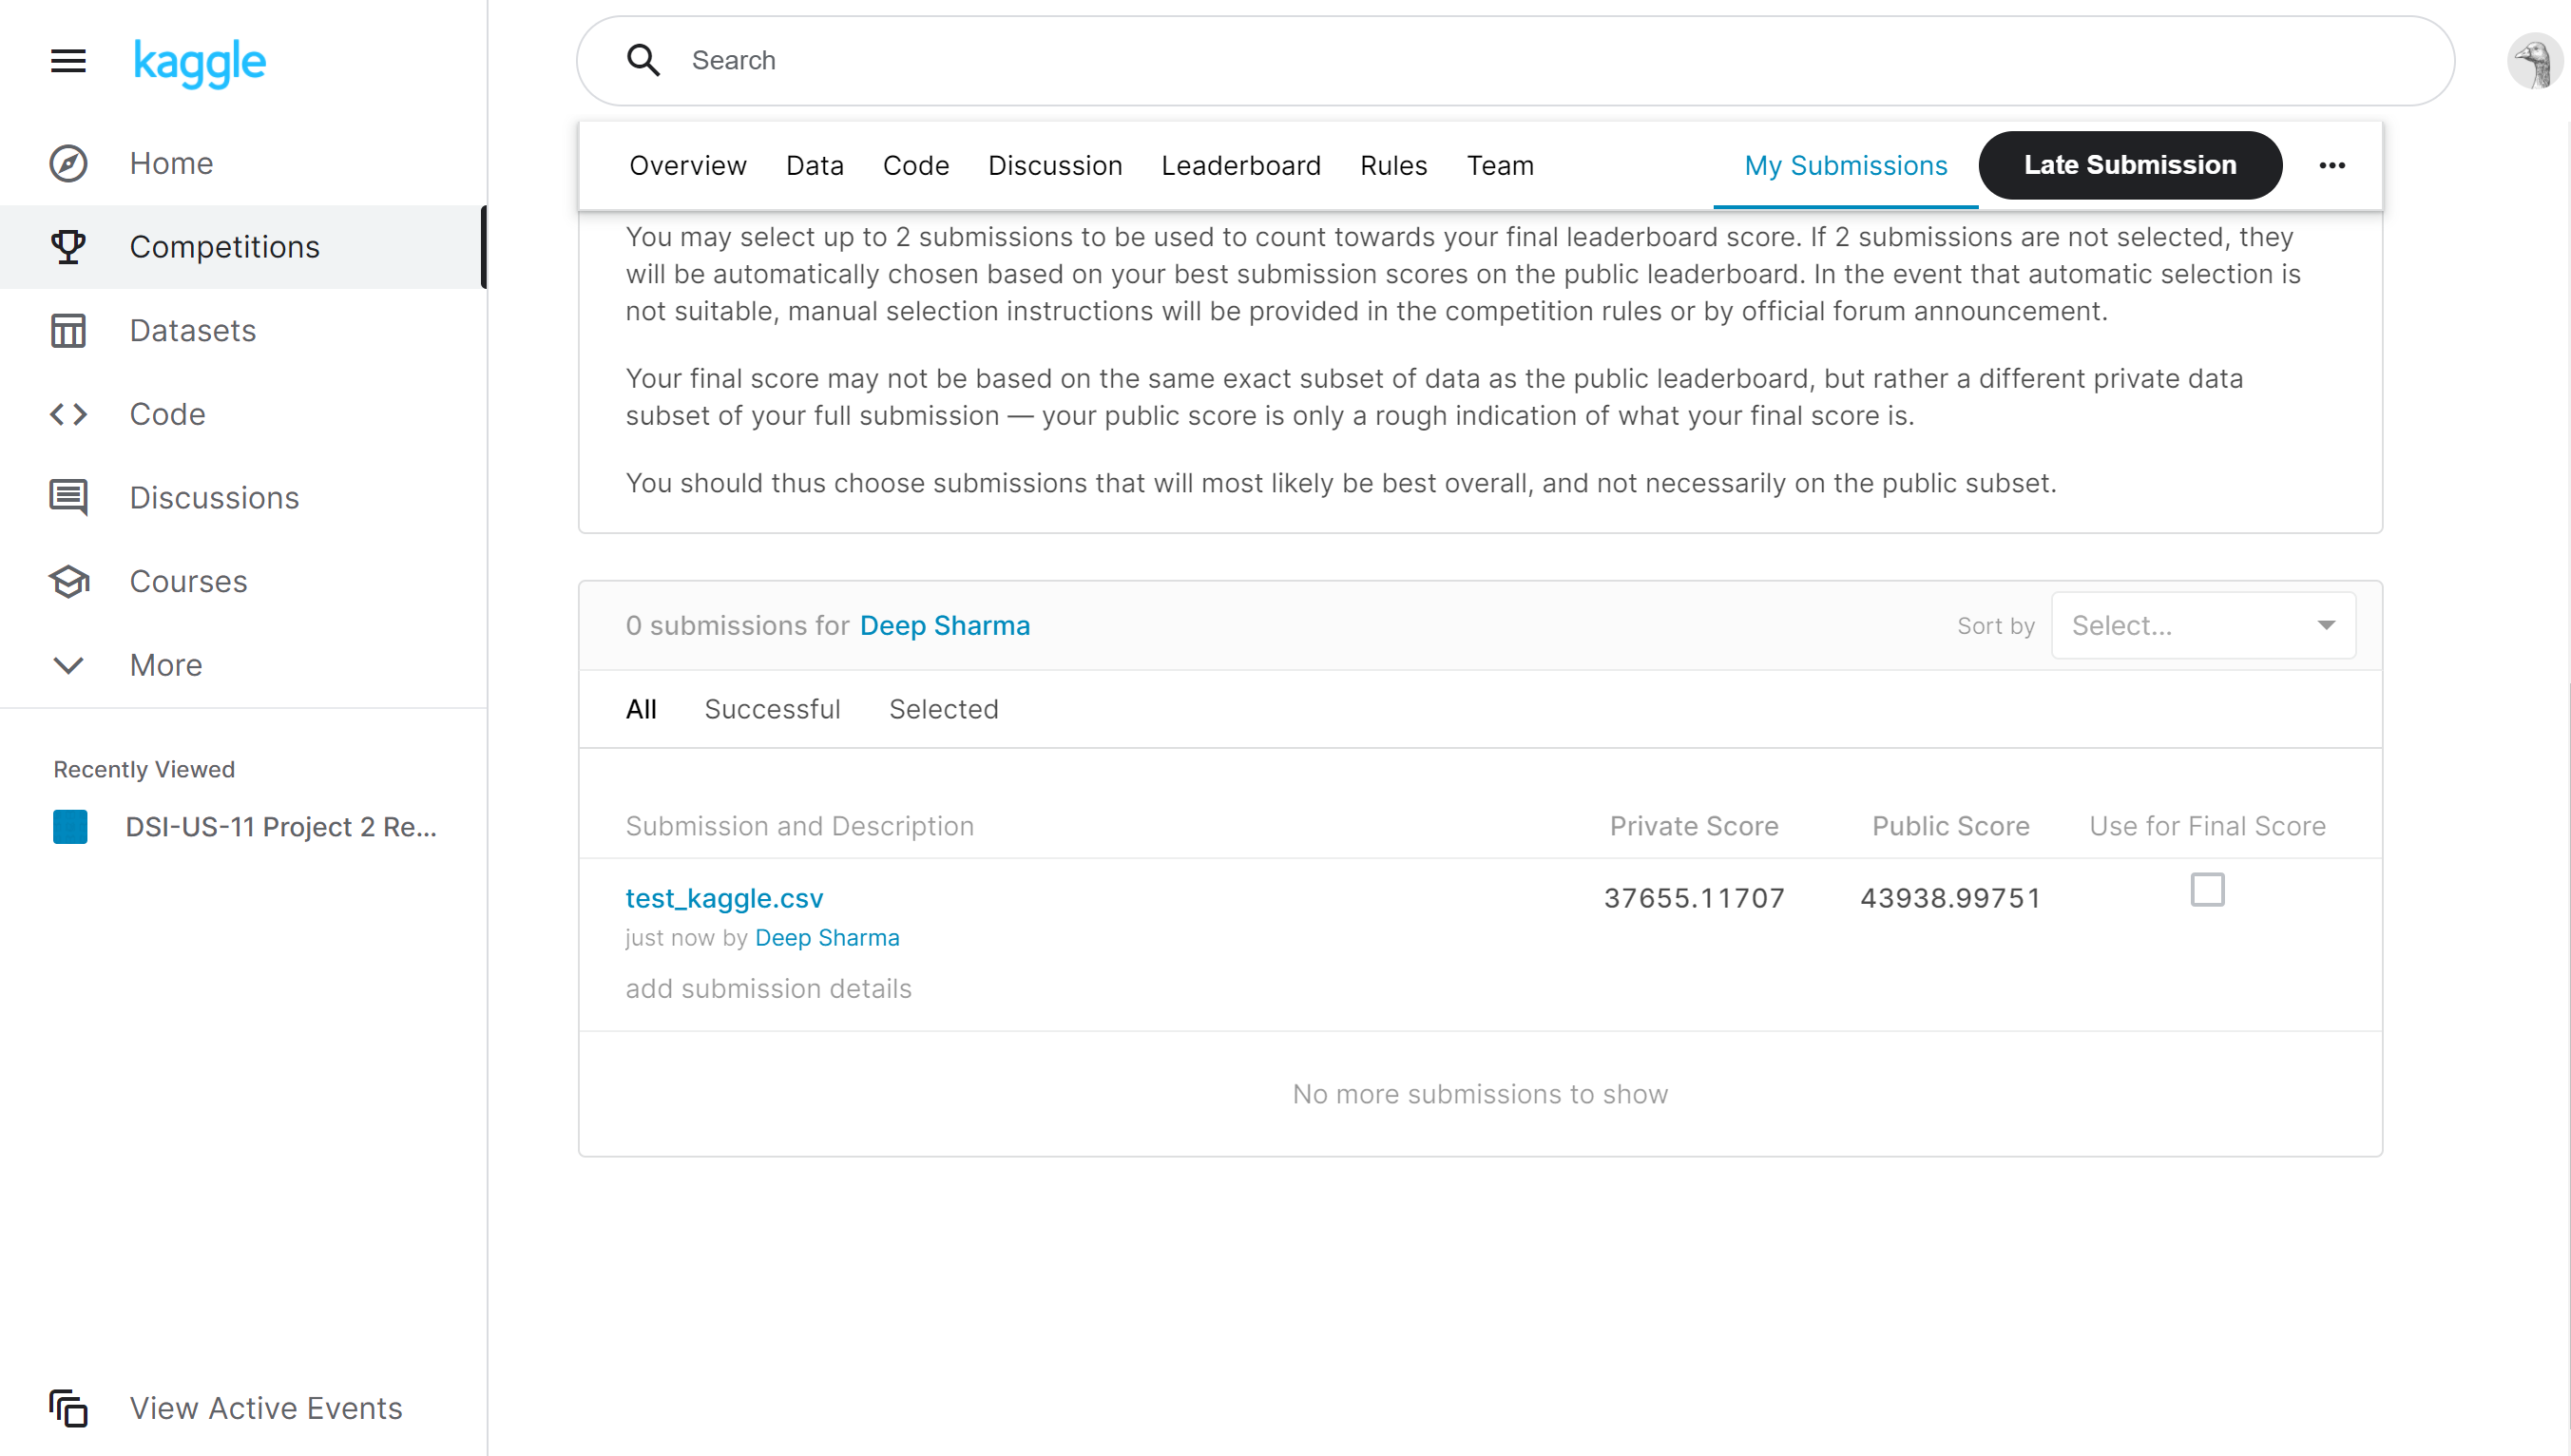 kaggle
Search
Home
Competitions
Datasets
Code
Discussions
Courses
More
Recently Viewed
DSI-US-11 Project 2 Re...
View Active Events
Overview Data Code Discussion Leaderboard Rules Team My Submissions Late Submission
You may select up to 2 submissions to be used to count towards your final leaderboard score. If 2 submissions are not selected, they
will be automatically chosen based on your best submission scores on the public leaderboard. In the event that automatic selection is
not suitable, manual selection instructions will be provided in the competition rules or by official forum announcement.
Your final score may not be based on the same exact subset of data as the public leaderboard, but rather a different private data
subset of your full submission — your public score is only a rough indication of what your final score is.
You should thus choose submissions that will most likely be best overall, and not necessarily on the public subset.
0 submissions for Deep Sharma Sort by Select...
All Successful Selected
Submission and Description Private Score Public Score Use for Final Score
test_kaggle.csv 37655.11707 43938.99751
just now by Deep Sharma
add submission details
No more submissions to show